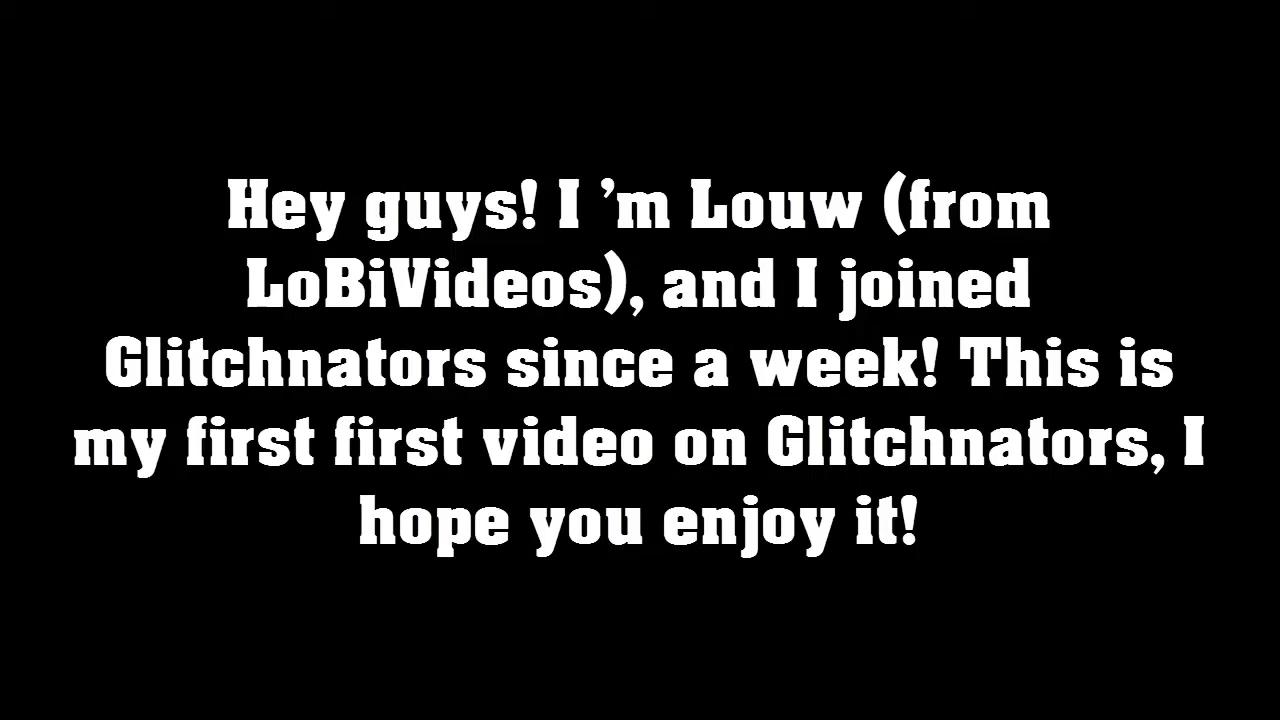 Hey guys! I 'm Louw (from
LoBiVideos), and I joined
Glitchnators since a week! This is
my first first video on Glitchnators, I
hope you enjoy it!